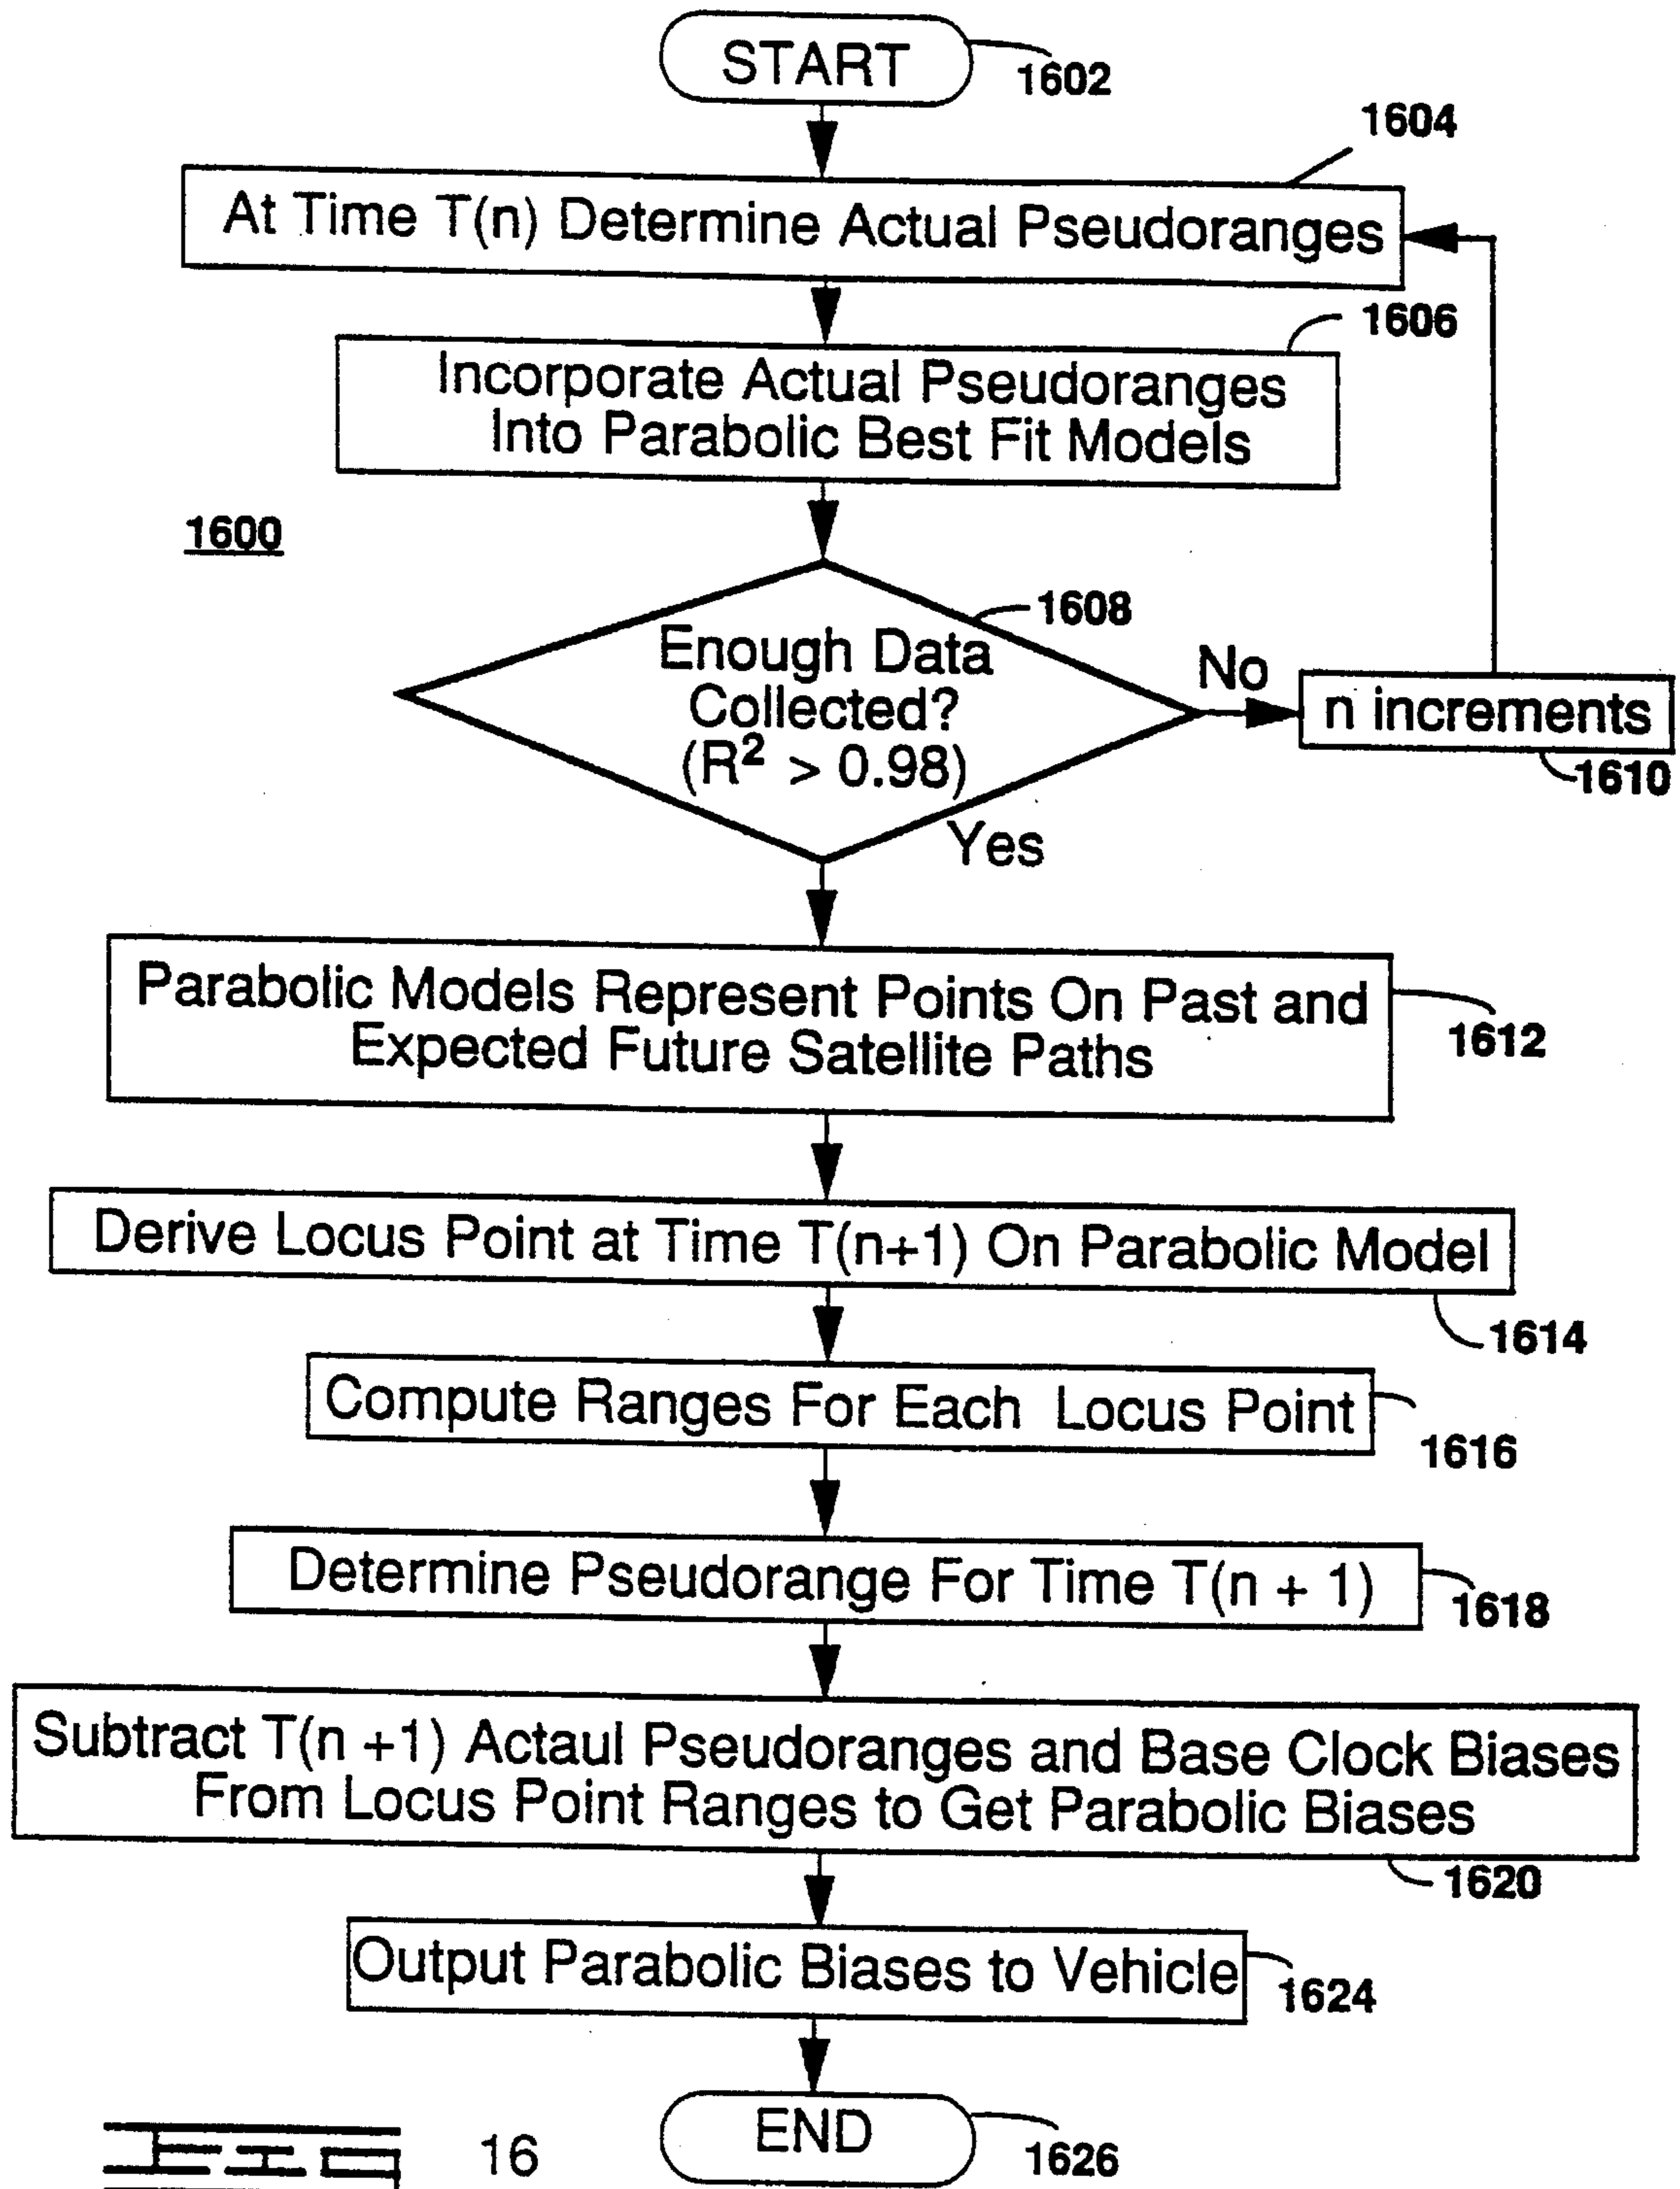 START
1602
1604
At Time T(n) Determine Actual Pseudoranges
1606
Incorporate Actual Pseudoranges
Into Parabolic Best Fit Models
1600
1608
Enough Data
Collected?
(R² > 0.98)
No
n increments
1610
Yes
Parabolic Models Represent Points On Past and
Expected Future Satellite Paths
1612
Derive Locus Point at Time T(n+1) On Parabolic Model
1614
Compute Ranges For Each Locus Point
1616
Determine Pseudorange For Time T(n + 1)
1618
Subtract T(n +1) Actaul Pseudoranges and Base Clock Biases
From Locus Point Ranges to Get Parabolic Biases
1620
Output Parabolic Biases to Vehicle
1624
END
1626
FIG 16